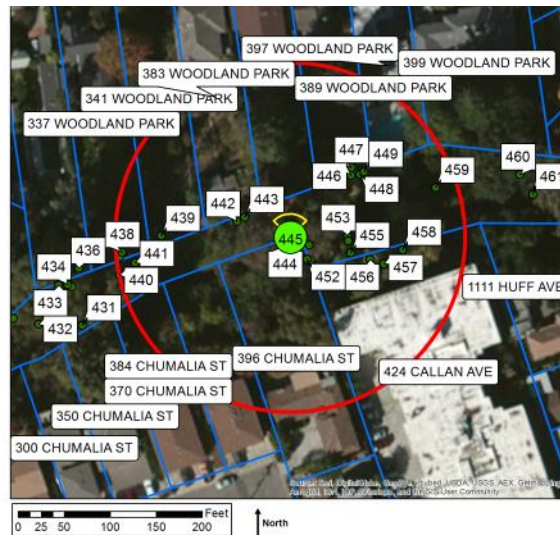 397 WOODLAND PARK
399 WOODLAND PARK
383 WOODLAND PARK
389 WOODLAND PARK
341 WOODLAND PARK
337 WOODLAND PARK
447
449
460
446
448
459
461
442
443
453
458
438
439
445
455
434
436
441
444
457
440
452
456
433
1111 HUFF AVE
432
431
384 CHUMALIA ST
396 CHUMALIA ST
424 CALLAN AVE
370 CHUMALIA ST
350 CHUMALIA ST
300 CHUMALIA ST
User Community
Feet
0 25 50 100 150 200
North